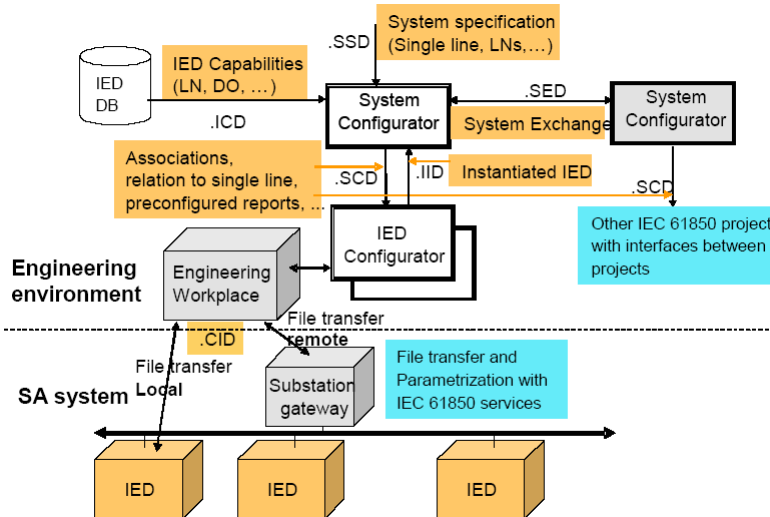 System specification
(Single line, LNs,…)
.SSD
IED Capabilities
(LN, DO, …)
IED
DB
.ICD
System
Configurator
.SED
System Exchange
System
Configurator
Associations,
relation to single line,
preconfigured reports, ...
.SCD
.IID
Instantiated IED
.SCD
IED
Configurator
Other IEC 61850 project
with interfaces between
projects
Engineering
environment
Engineering
Workplace
.CID
File transfer
remote
File transfer
Local
SA system
Substation
gateway
File transfer and
Parametrization with
IEC 61850 services
IED
IED
IED